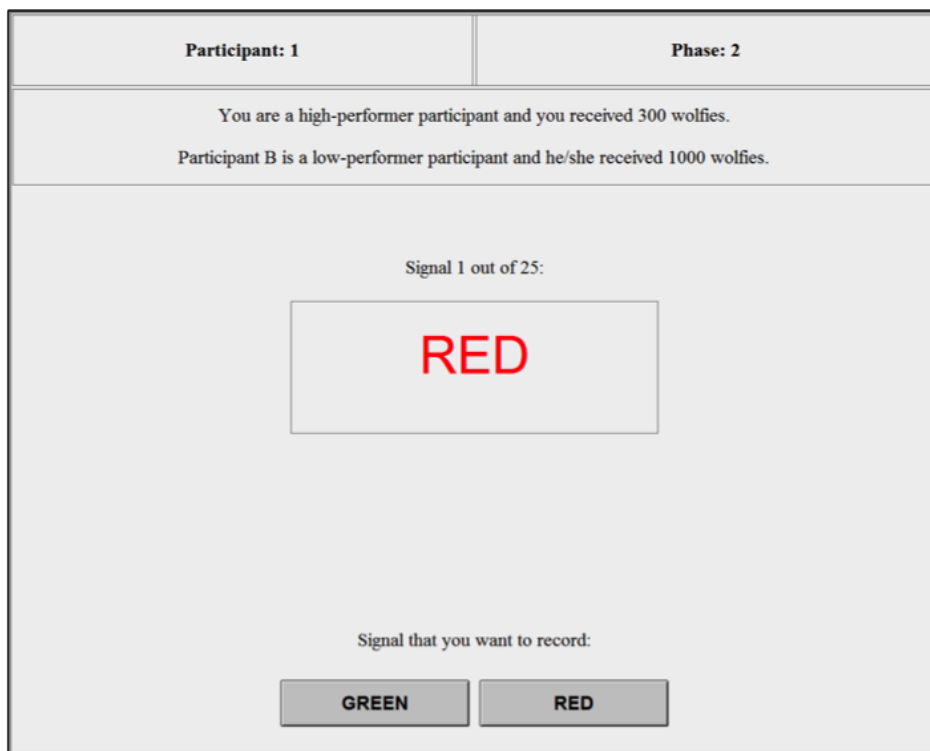 Participant: 1
Phase: 2
You are a high-performer participant and you received 300 wolfies.
Participant B is a low-performer participant and he/she received 1000 wolfies.
Signal 1 out of 25:
RED
Signal that you want to record:
GREEN
RED